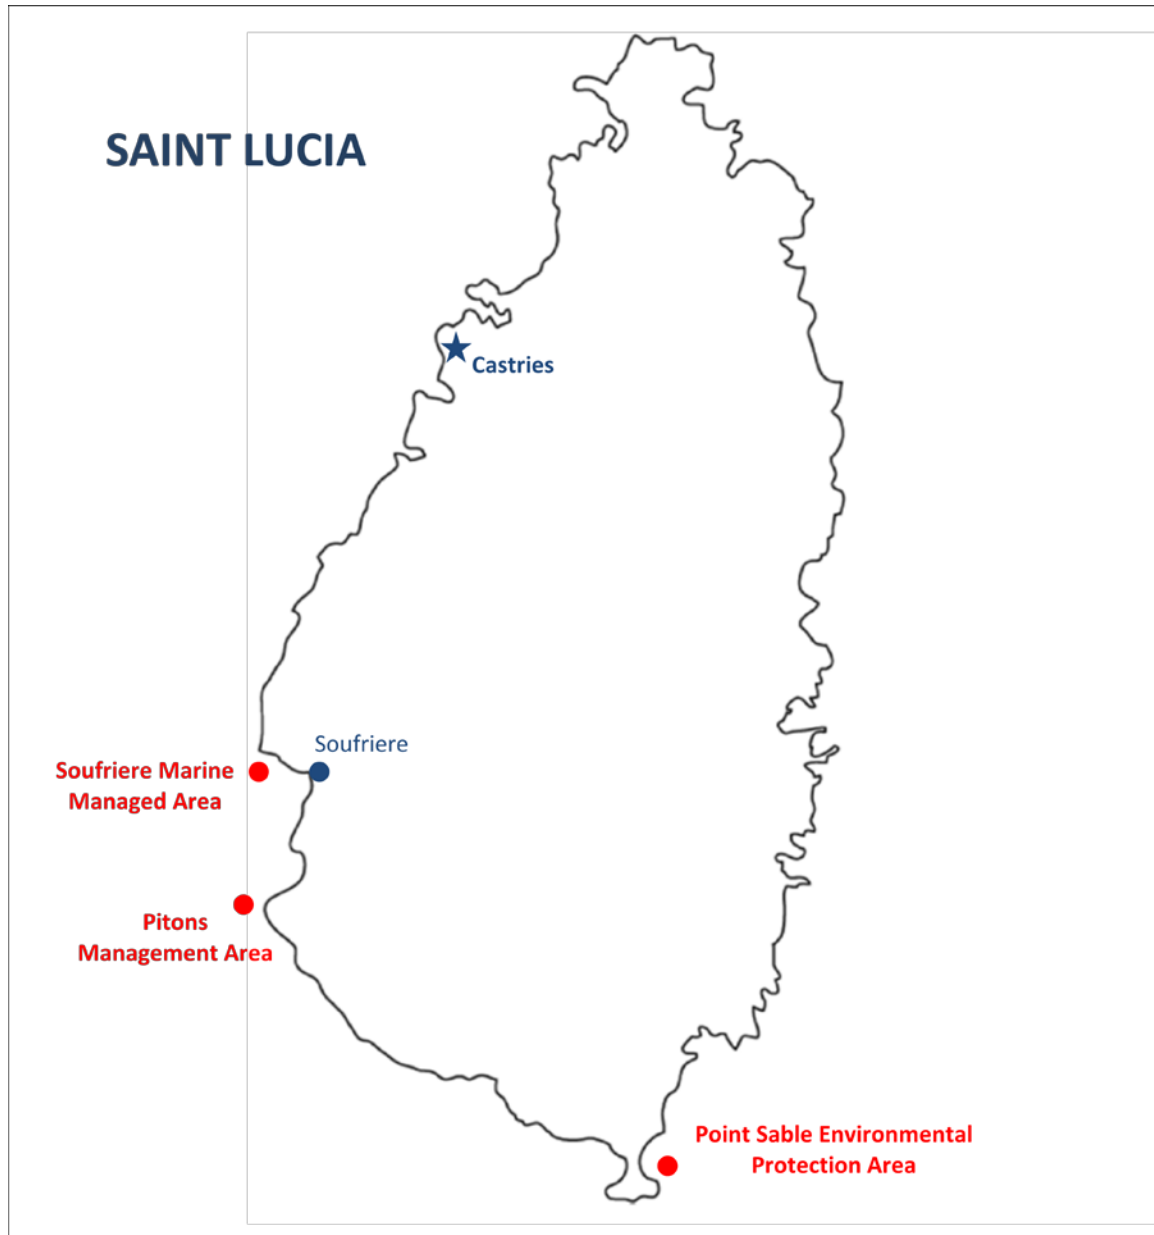 SAINT LUCIA
Castries
Soufriere
Soufriere Marine
Managed Area
Pitons
Management Area
Point Sable Environmental
Protection Area